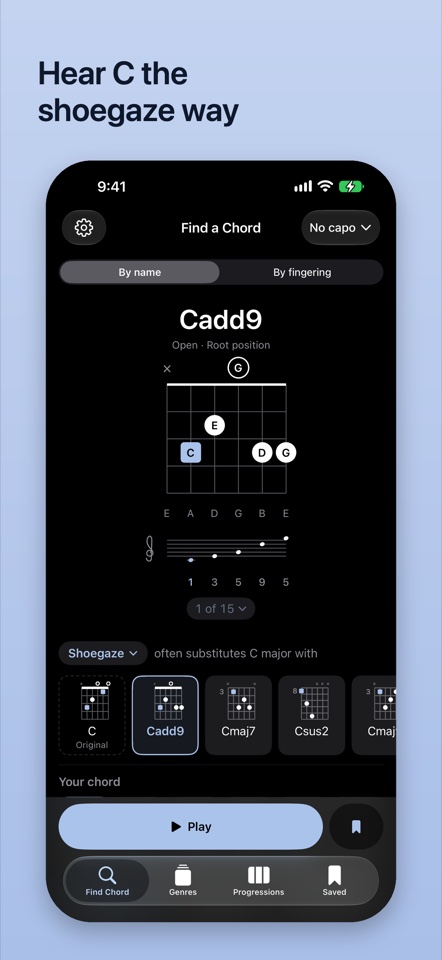 Hear C the
shoegaze way
9:41
Find a Chord
No capo
By name
By fingering
Cadd9
Open · Root position
× G
E
C D G
E A D G B E
1 3 5 9 5
1 of 15
Shoegaze often substitutes C major with
3 8 3
C Cadd9 Cmaj7 Csus2 Cmaj
Original
Your chord
Play
Find Chord Genres Progressions Saved